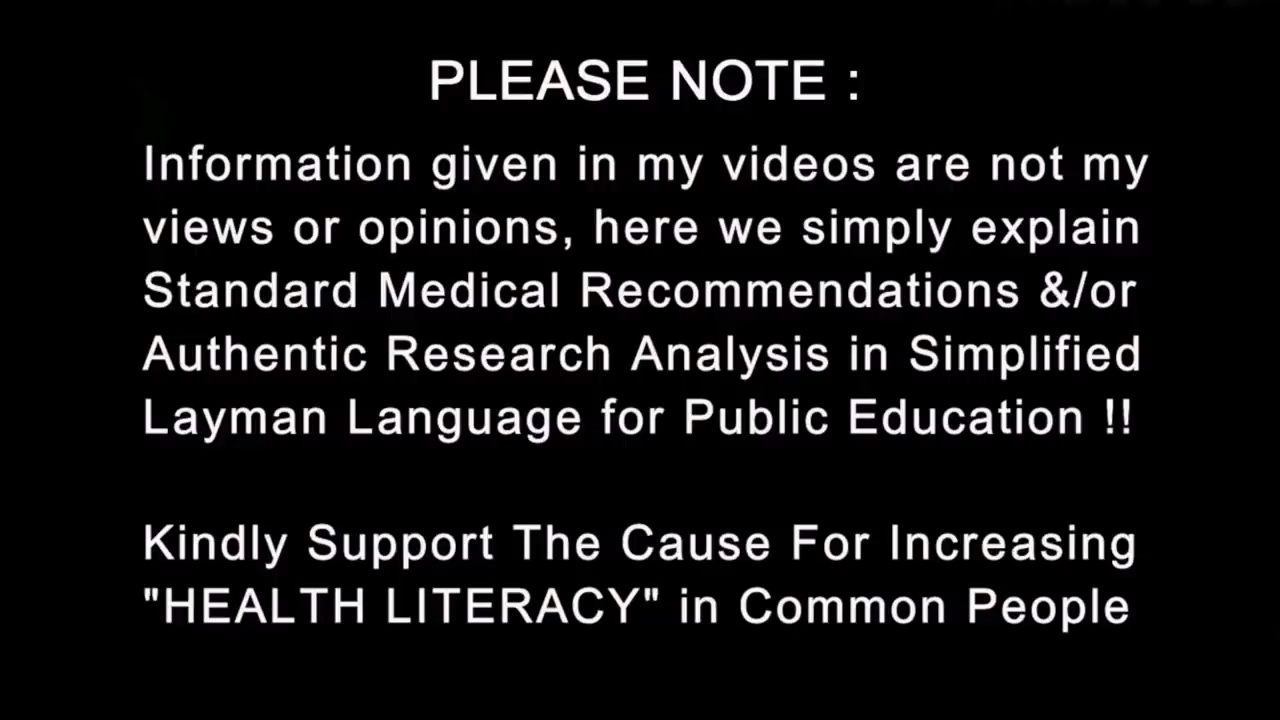 PLEASE NOTE :
Information given in my videos are not my
views or opinions, here we simply explain
Standard Medical Recommendations &/or
Authentic Research Analysis in Simplified
Layman Language for Public Education !!
Kindly Support The Cause For Increasing
"HEALTH LITERACY" in Common People